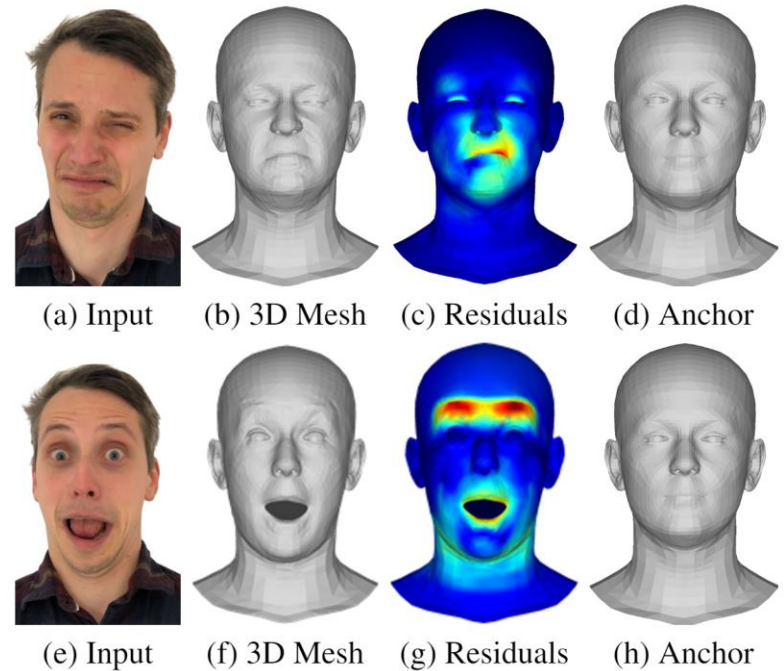 (a) Input (b) 3D Mesh (c) Residuals (d) Anchor
(e) Input (f) 3D Mesh (g) Residuals (h) Anchor